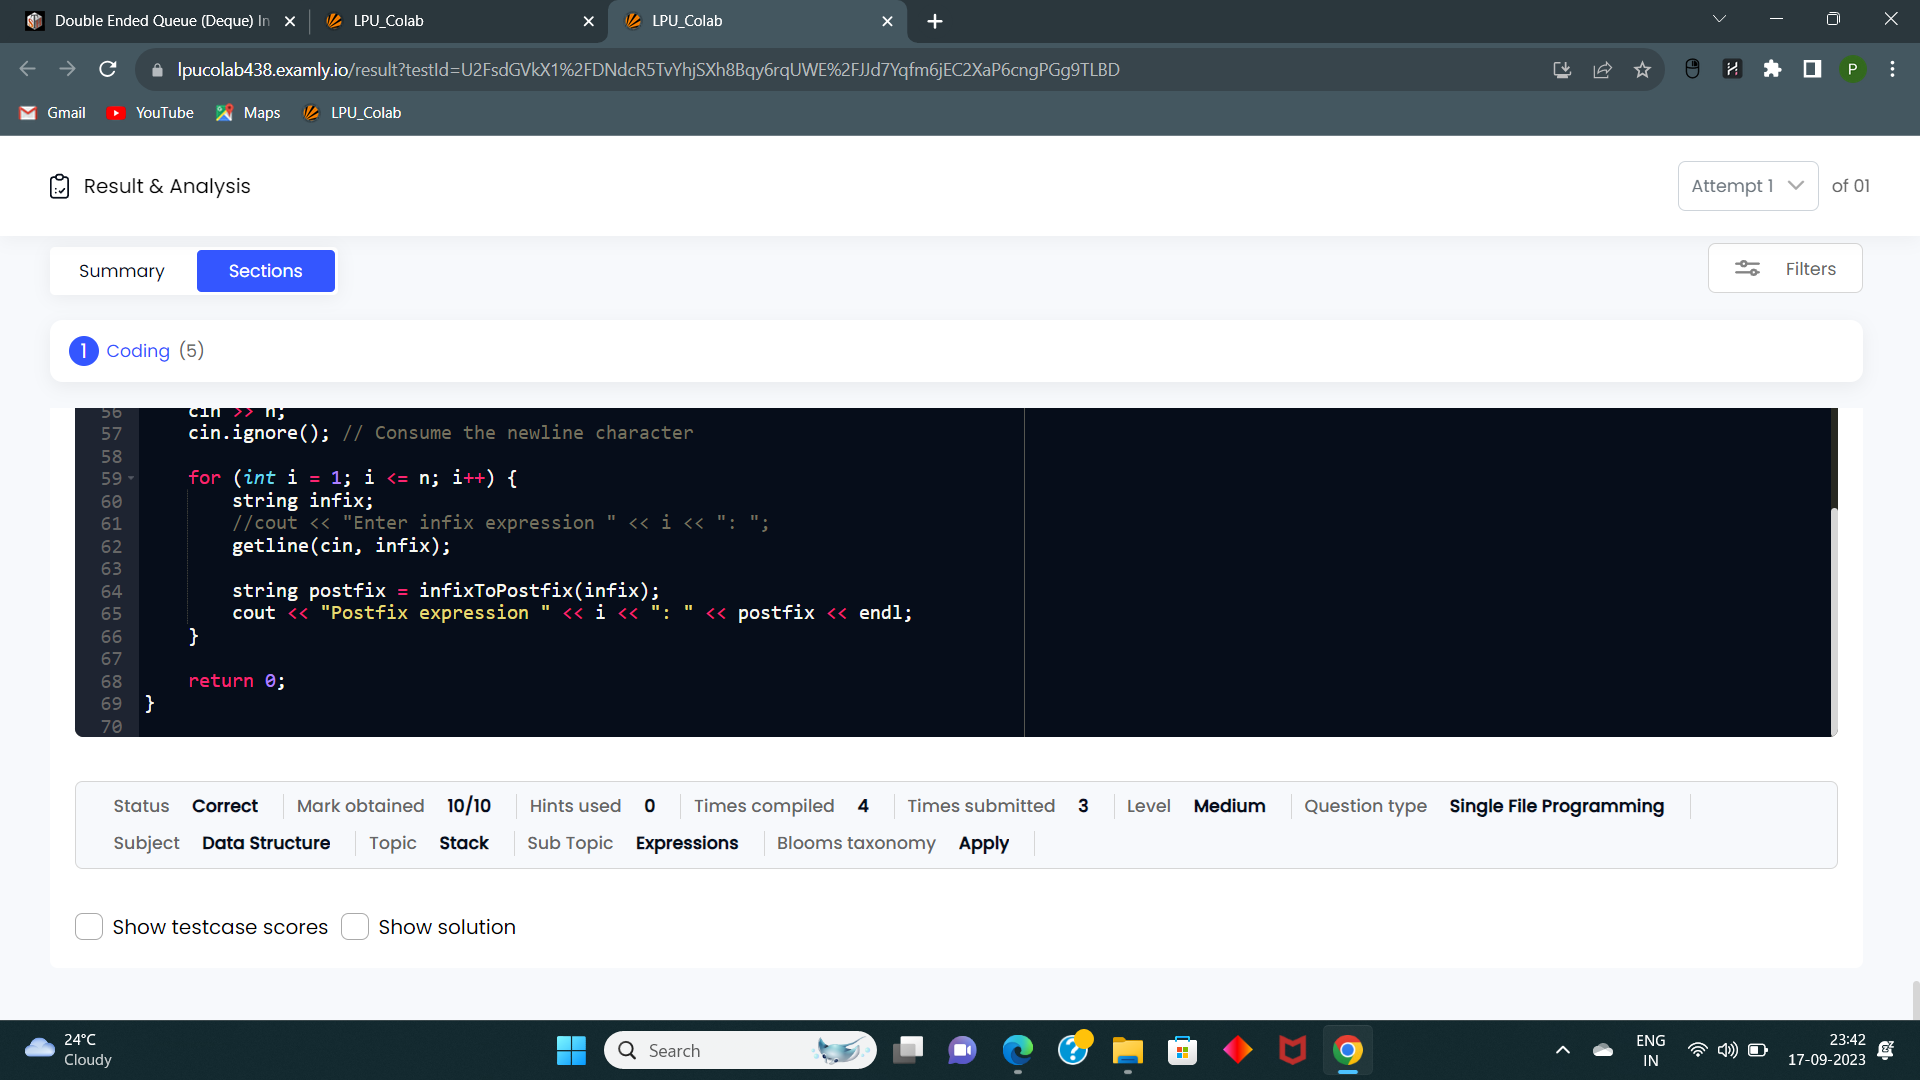 Double Ended Queue (Deque) In
LPU_Colab
LPU_Colab
lpucolab438.examly.io/result?testId=U2FsdGVkX1%2FDNdcR5TvYhjSXh8Bqy6rqUWE%2FJJd7Yqfm6jEC2XaP6cngPGg9TLBD
P
Gmail YouTube Maps LPU_Colab
Result & Analysis
Attempt 1 of 01
Summary Sections
Filters
1 Coding (5)
56 cin >> n;
57 cin.ignore(); // Consume the newline character
58
59 for (int i = 1; i <= n; i++) {
60 string infix;
61 //cout << "Enter infix expression " << i << ": ";
62 getline(cin, infix);
63
64 string postfix = infixToPostfix(infix);
65 cout << "Postfix expression " << i << ": " << postfix << endl;
66 }
67
68 return 0;
69 }
70
Status Correct Mark obtained 10/10 Hints used 0 Times compiled 4 Times submitted 3 Level Medium Question type Single File Programming
Subject Data Structure Topic Stack Sub Topic Expressions Blooms taxonomy Apply
Show testcase scores Show solution
24°C
Cloudy
Search
ENG
IN
23:42
17-09-2023